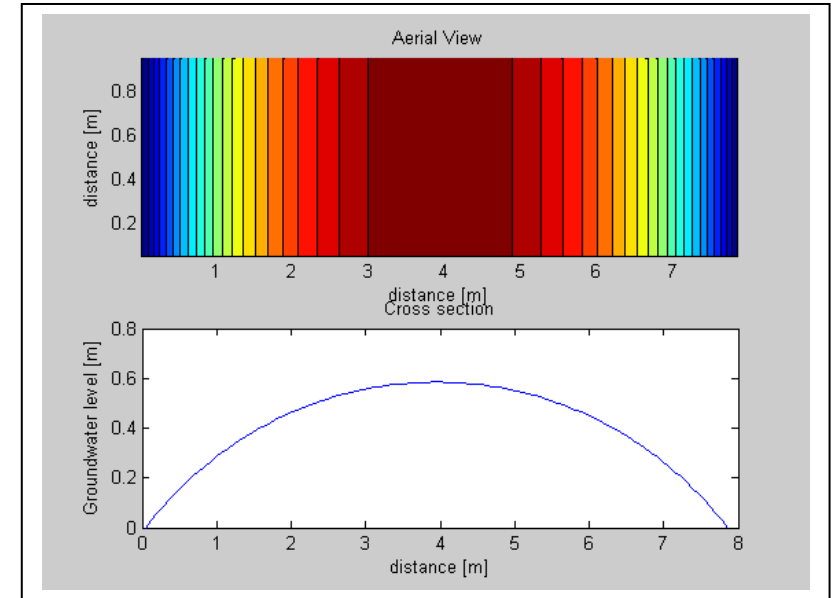 Aerial View
0.8
0.6
0.4
0.2
distance [m]
1 2 3 4 5 6 7
distance [m]
Cross section
0.8
0.6
0.4
0.2
0
Groundwater level [m]
0 1 2 3 4 5 6 7 8
distance [m]